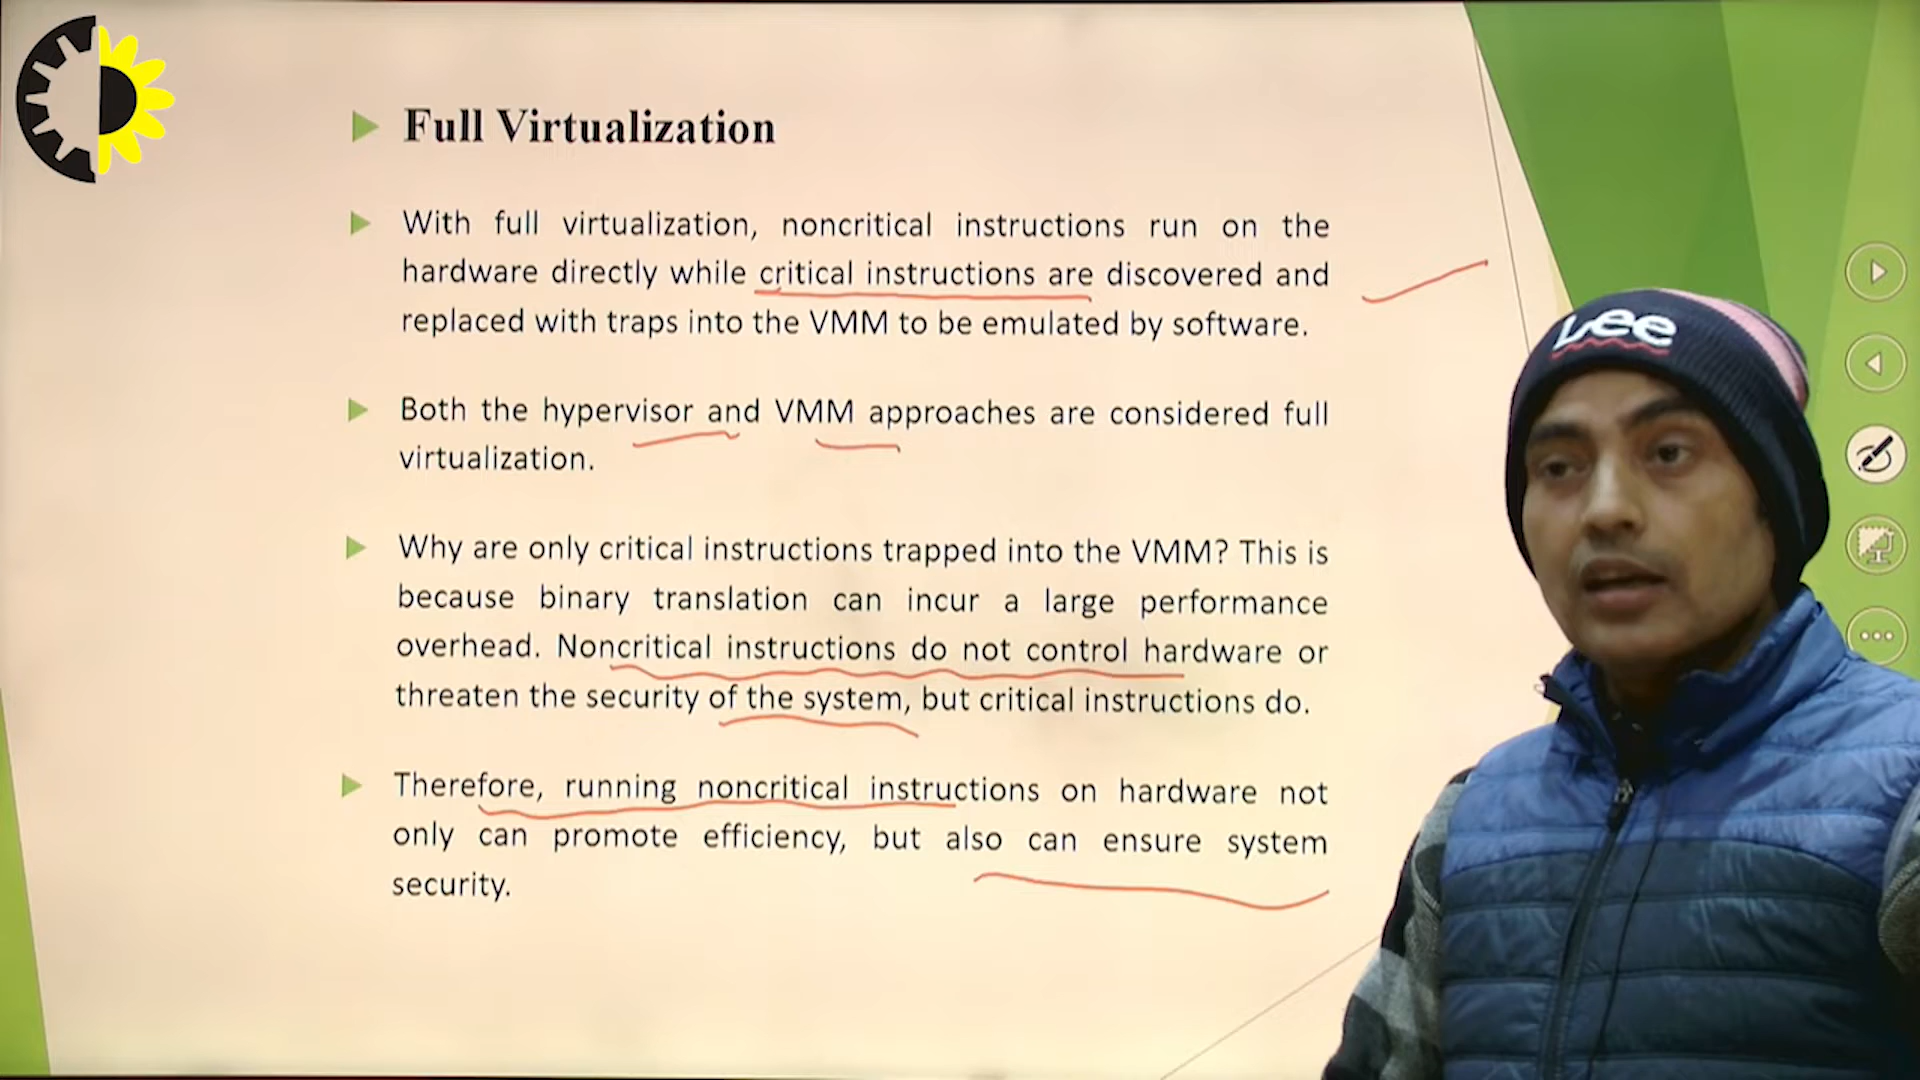 Full Virtualization
With full virtualization, noncritical instructions run on the
hardware directly while critical instructions are discovered and
replaced with traps into the VMM to be emulated by software.
Both the hypervisor and VMM approaches are considered full
virtualization.
Why are only critical instructions trapped into the VMM? This is
because binary translation can incur a large performance
overhead. Noncritical instructions do not control hardware or
threaten the security of the system, but critical instructions do.
Therefore, running noncritical instructions on hardware not
only can promote efficiency, but also can ensure system
security.
Lee